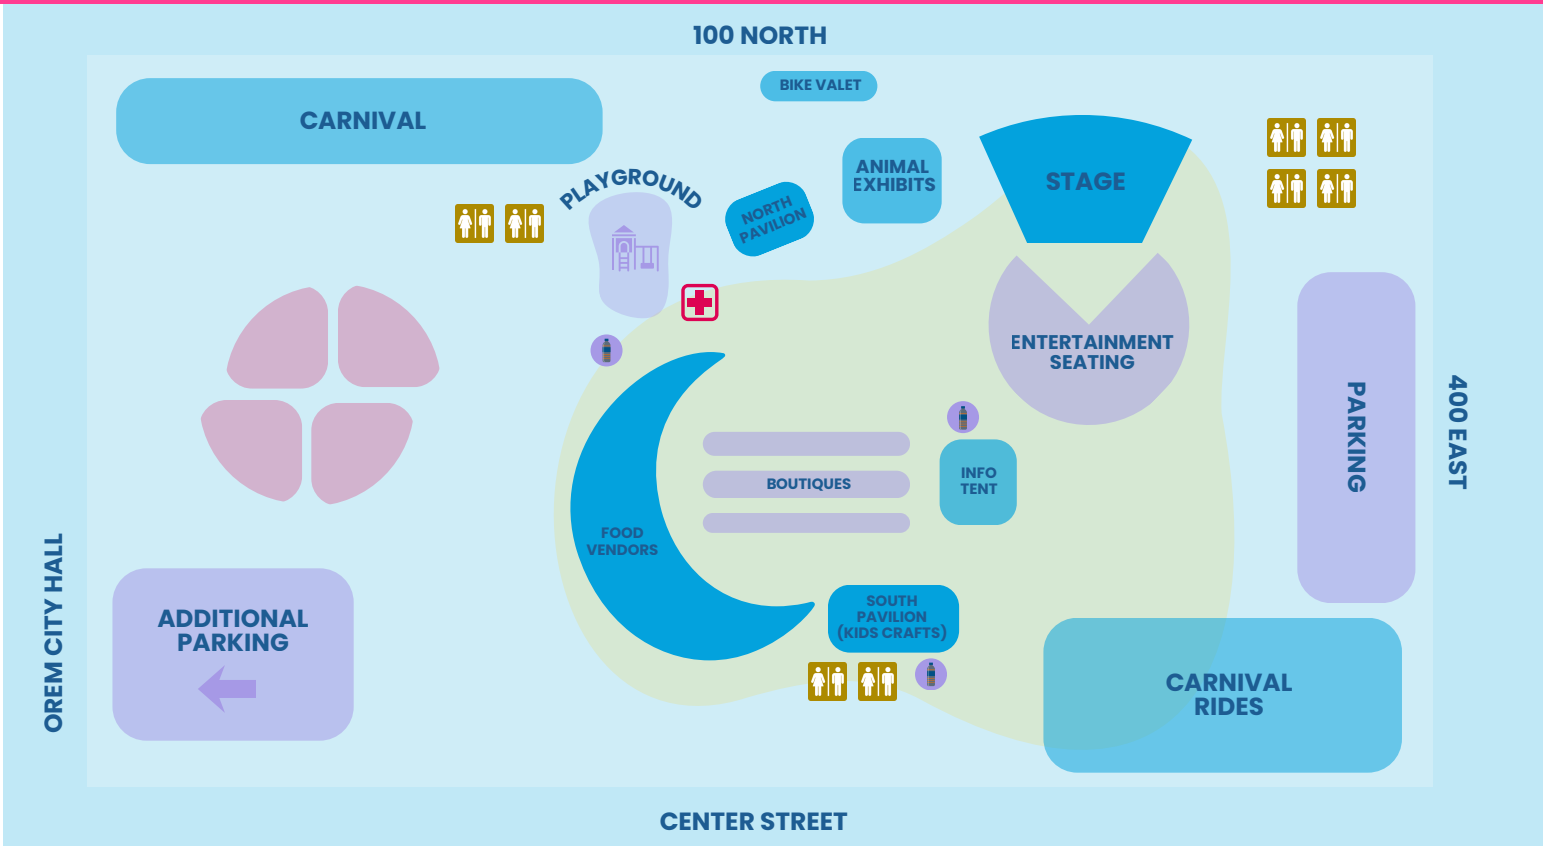 100 NORTH
BIKE VALET
CARNIVAL
PLAYGROUND
NORTH
PAVILION
ANIMAL
EXHIBITS
STAGE
ENTERTAINMENT
SEATING
PARKING
400 EAST
BOUTIQUES
INFO
TENT
FOOD
VENDORS
SOUTH
PAVILION
(KIDS CRAFTS)
OREM CITY HALL
ADDITIONAL
PARKING
CARNIVAL
RIDES
CENTER STREET